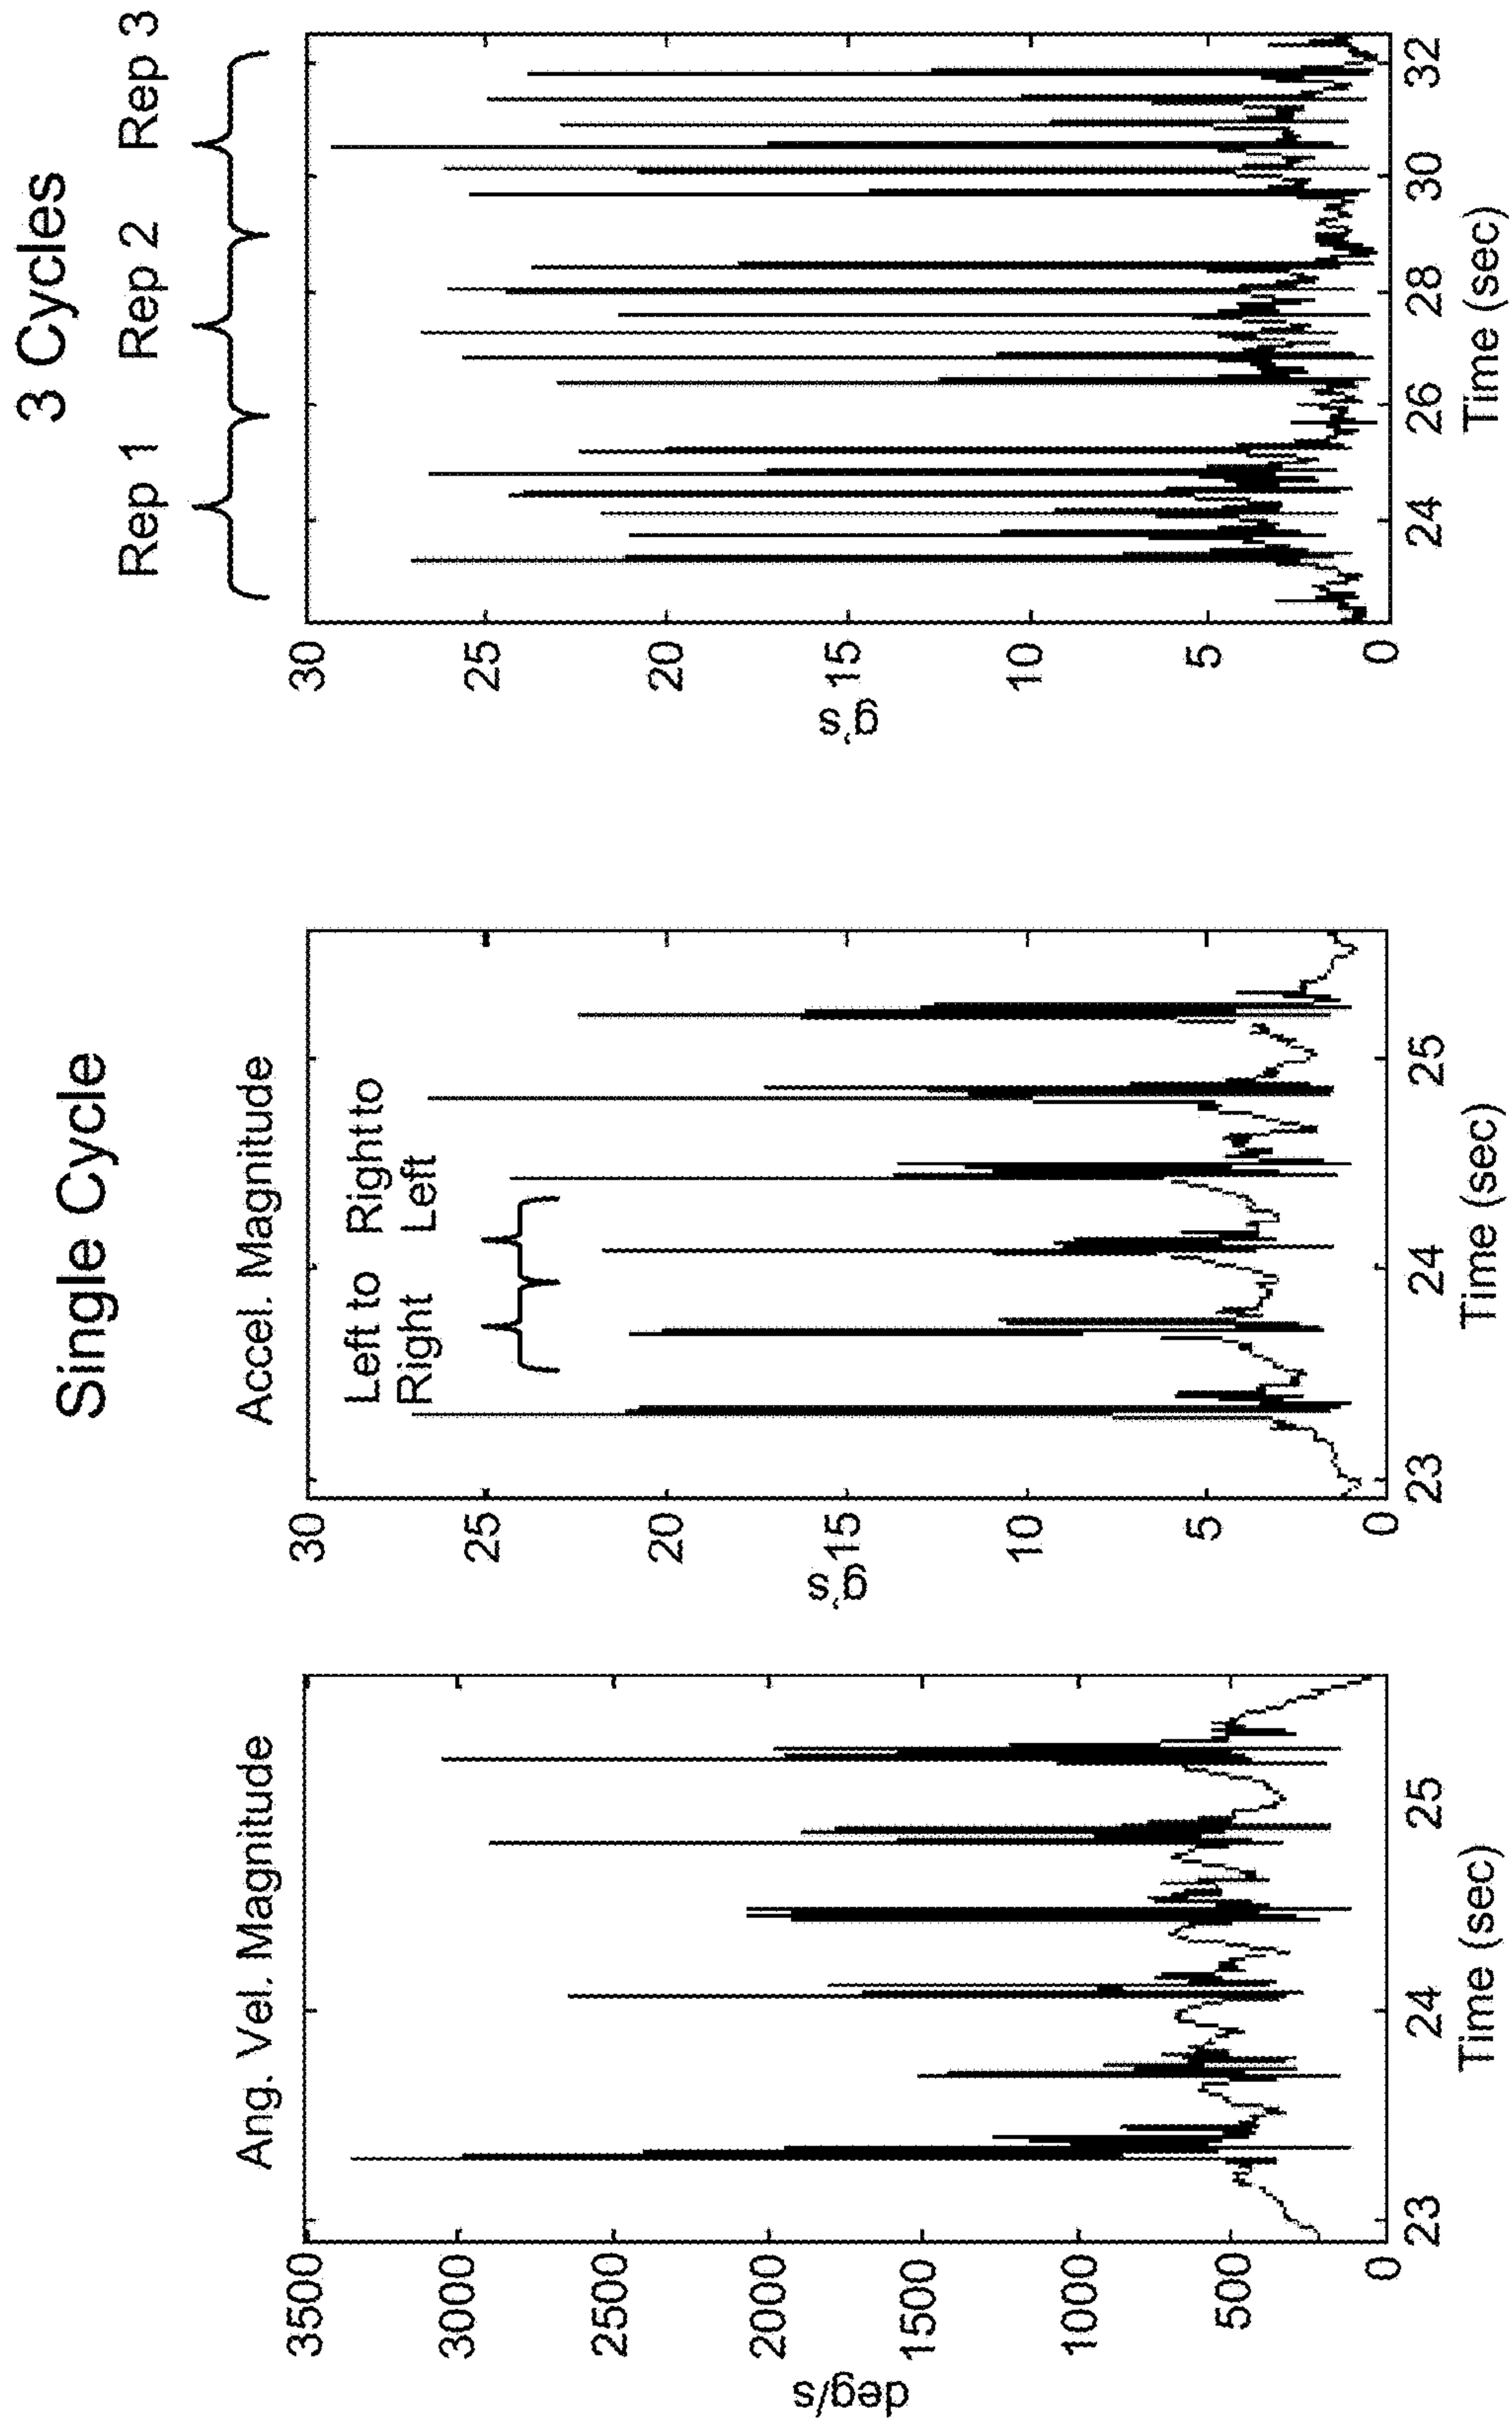 Single Cycle
3 Cycles
Ang. Vel. Magnitude
deg/s
3500
3000
2500
2000
1500
1000
500
0
23
24
25
Time (sec)
Accel. Magnitude
Left to
Right
Right to
Left
g's
30
25
20
15
10
5
0
23
24
25
Time (sec)
Rep 1
Rep 2
Rep 3
g's
30
25
20
15
10
5
0
24
26
28
30
32
Time (sec)